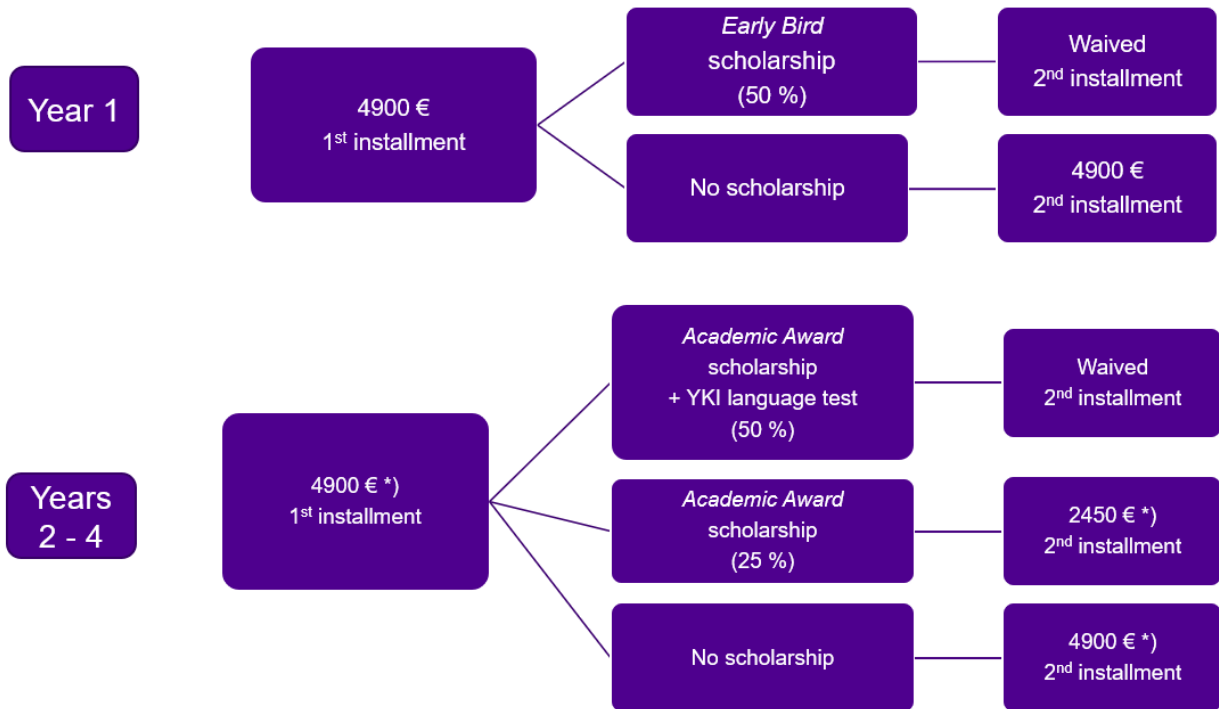 Year 1
4900 €
1st installment
Early Bird
scholarship
(50 %)
Waived
2nd installment
No scholarship
4900 €
2nd installment
Years
2 - 4
4900 € *)
1st installment
Academic Award
scholarship
+ YKI language test
(50 %)
Waived
2nd installment
Academic Award
scholarship
(25 %)
2450 € *)
2nd installment
No scholarship
4900 € *)
2nd installment